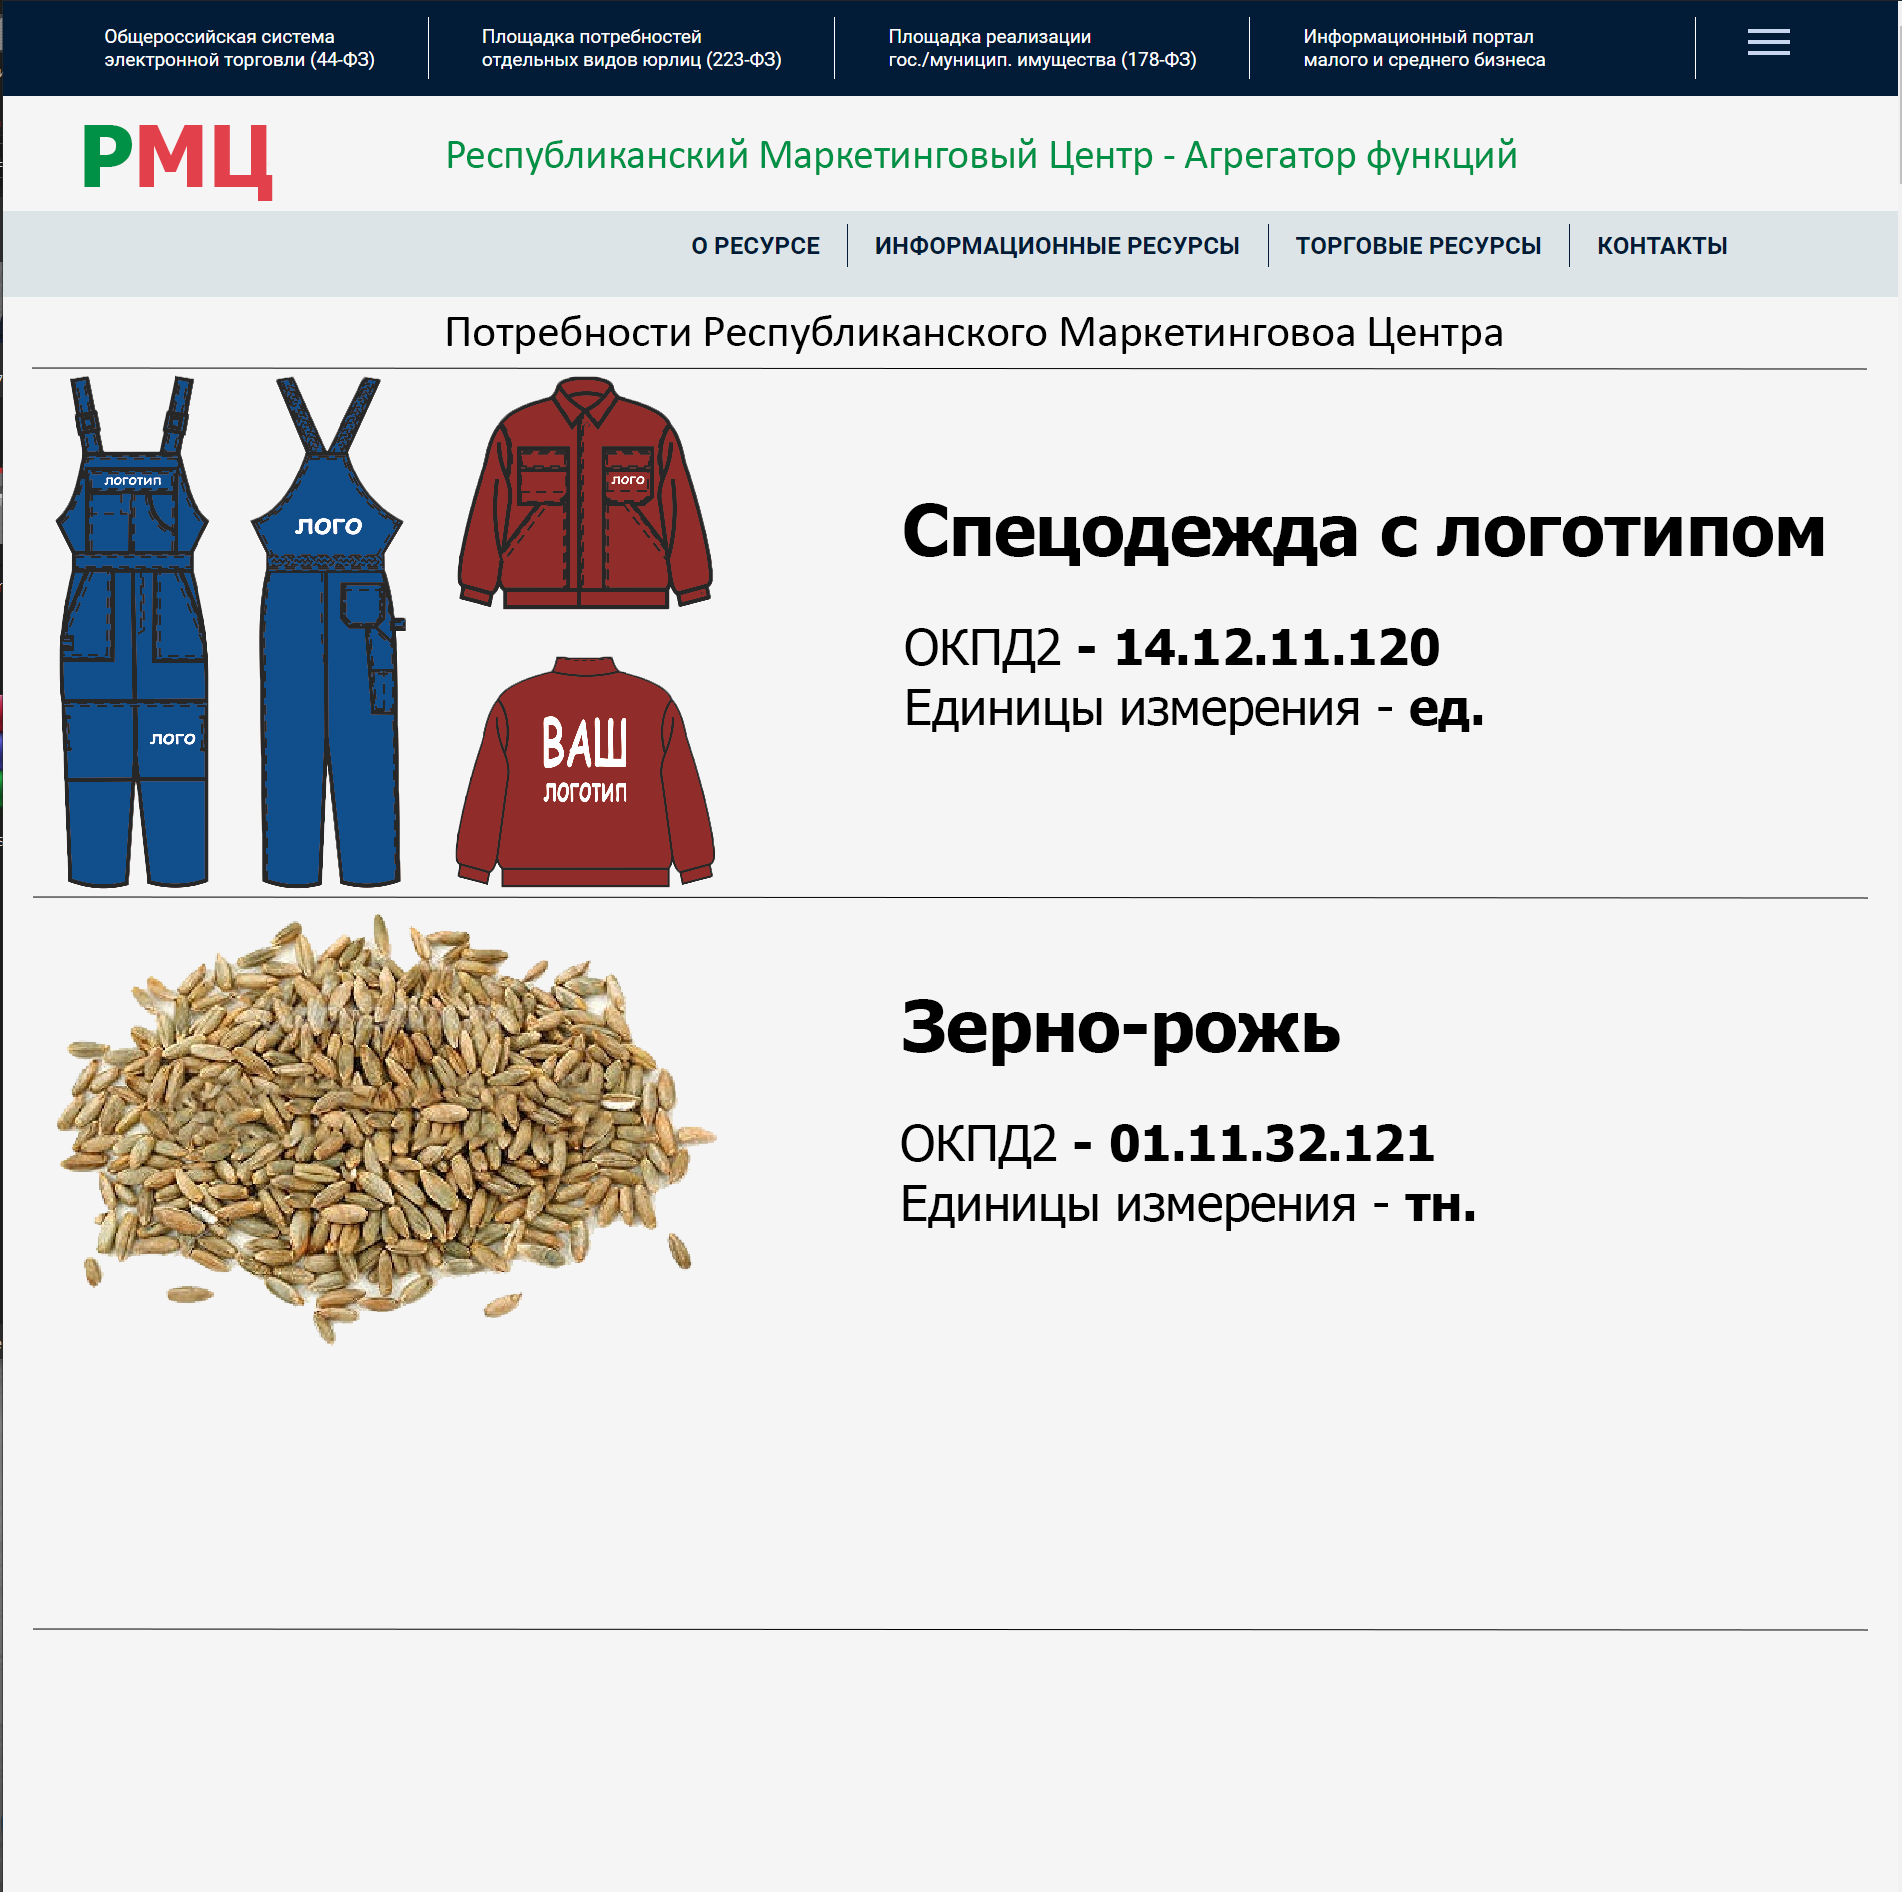 Общероссийская система
электронной торговли (44-ФЗ)
Площадка потребностей
отдельных видов юрлиц (223-ФЗ)
Площадка реализации
гос./муницип. имущества (178-ФЗ)
Информационный портал
малого и среднего бизнеса
РМЦ
Республиканский Маркетинговый Центр - Агрегатор функций
О РЕСУРСЕ
ИНФОРМАЦИОННЫЕ РЕСУРСЫ
ТОРГОВЫЕ РЕСУРСЫ
КОНТАКТЫ
Потребности Республиканского Маркетинговоа Центра
ЛОГОТИП
ЛОГО
ЛОГО
ЛОГО
ВАШ
ЛОГОТИП
Спецодежда с логотипом
ОКПД2 - 14.12.11.120
Единицы измерения - ед.
Зерно-рожь
ОКПД2 - 01.11.32.121
Единицы измерения - тн.